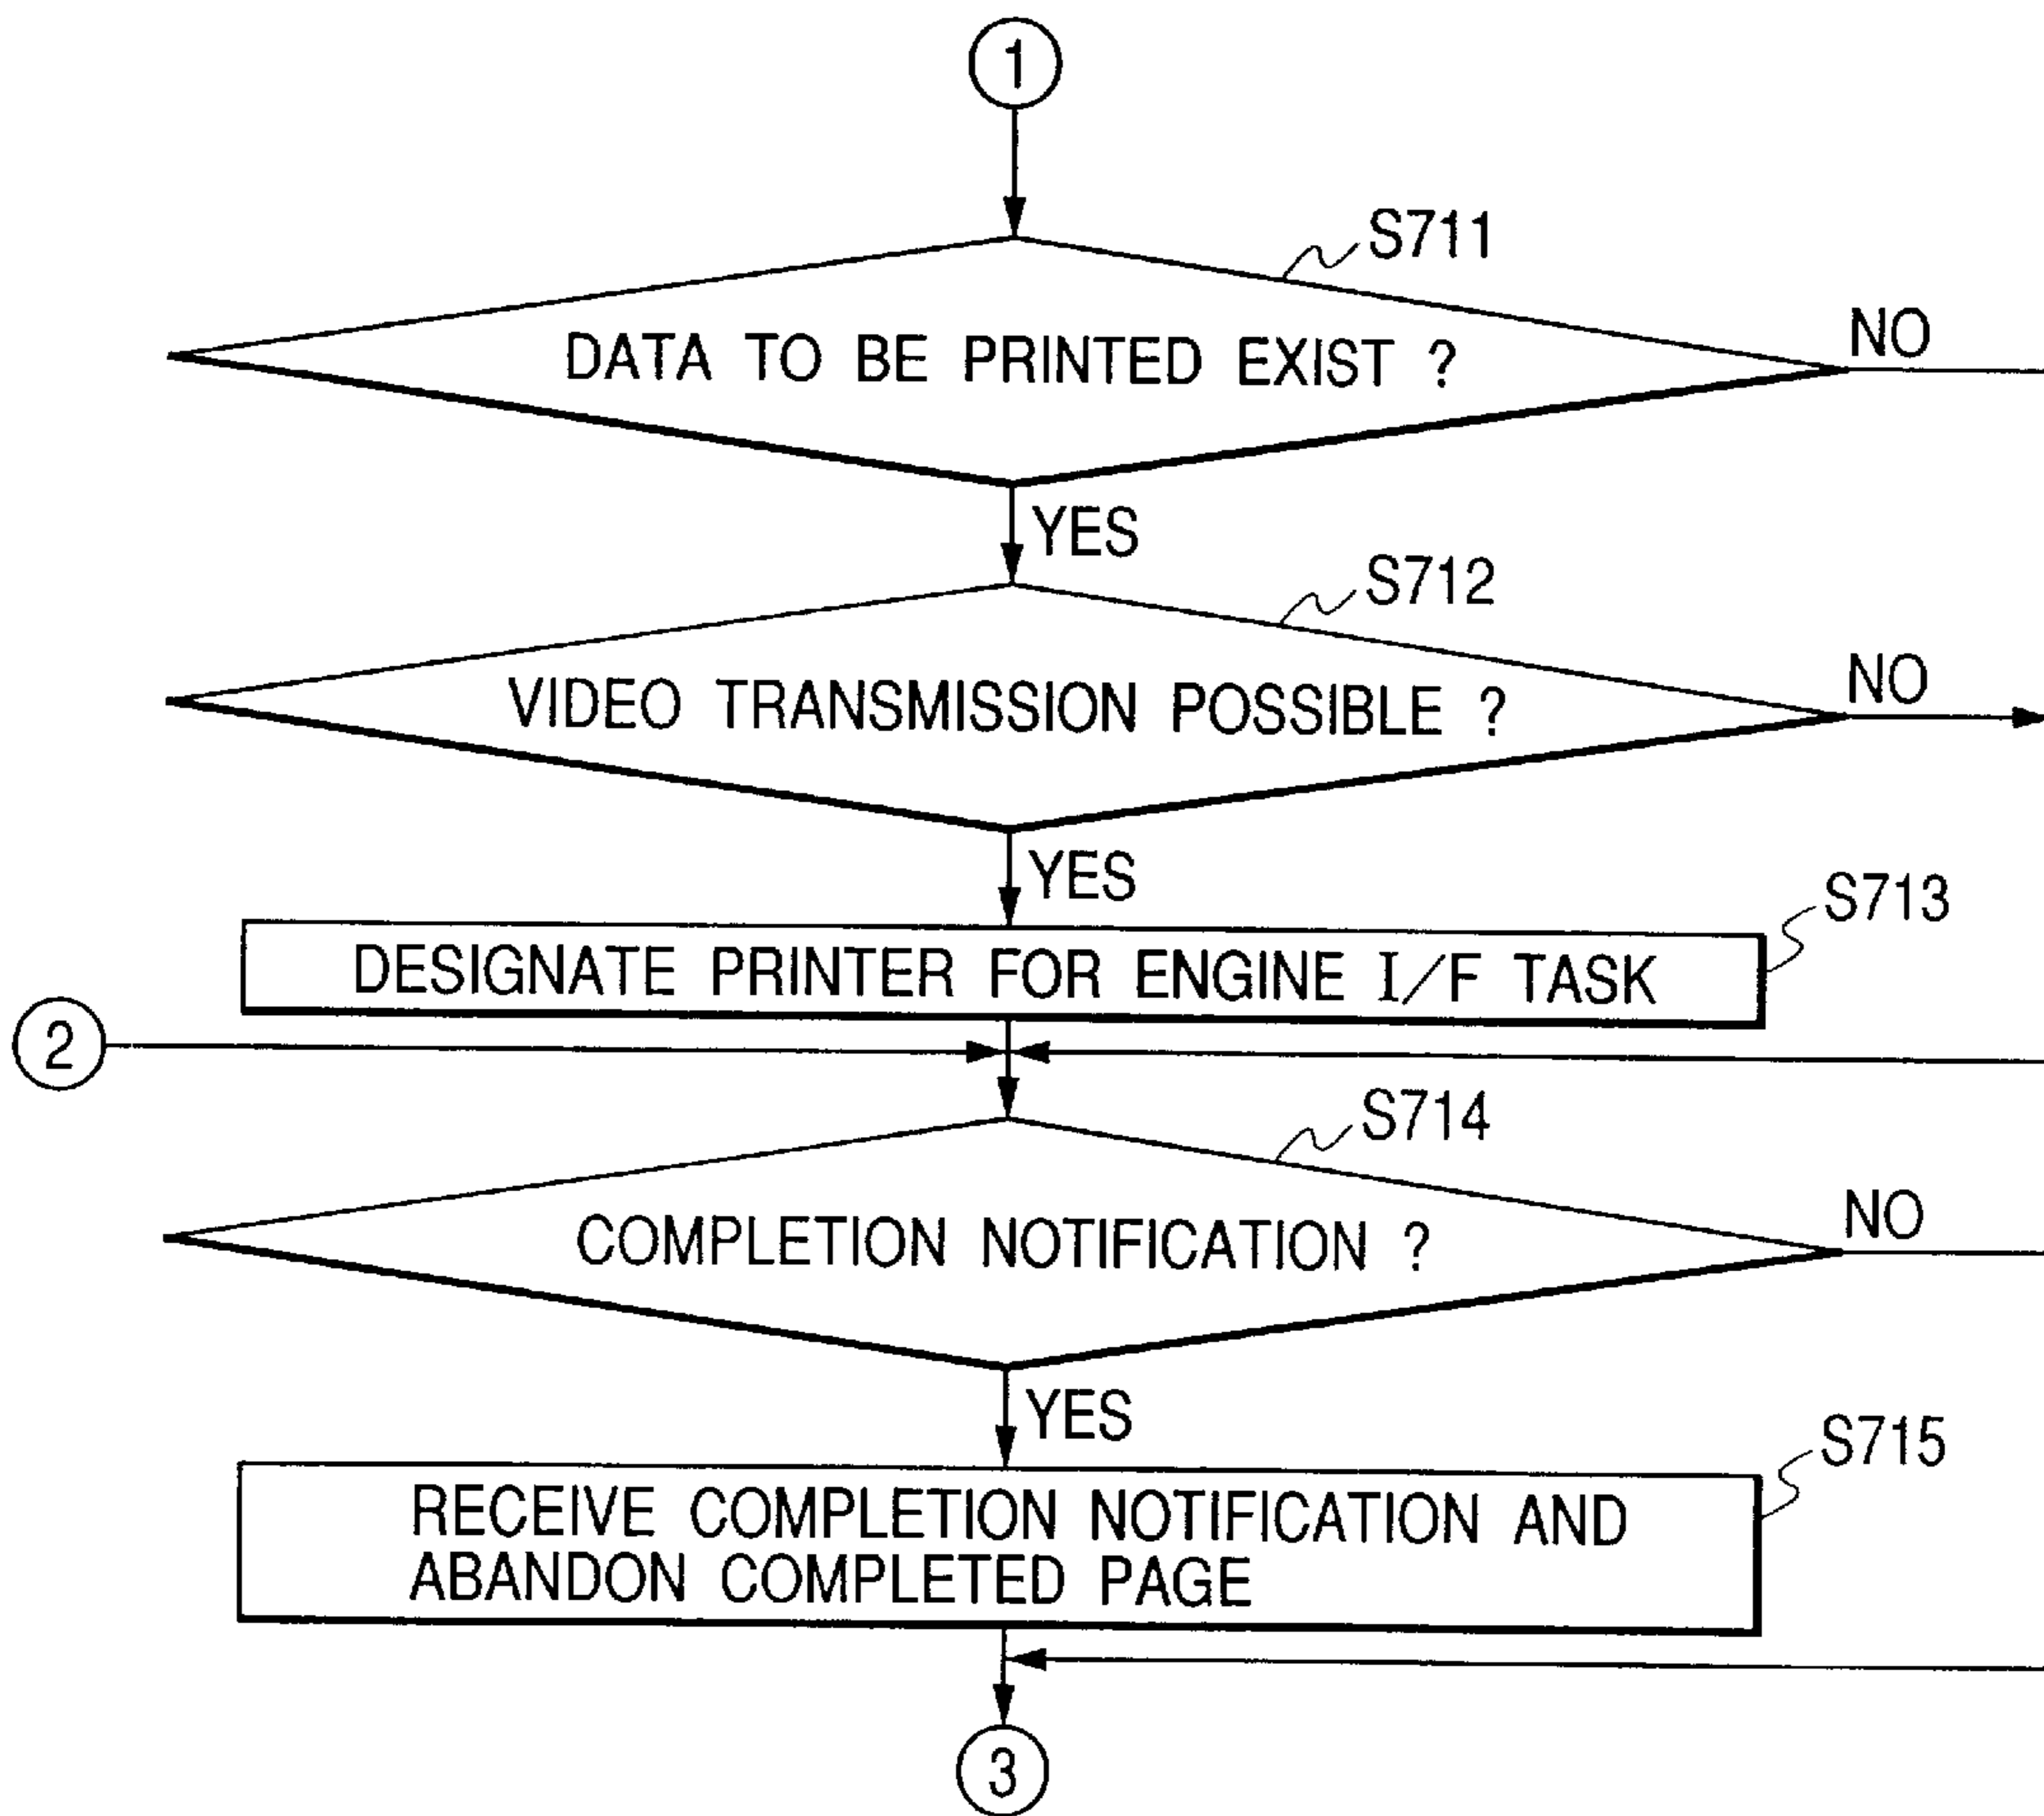 1
S711
DATA TO BE PRINTED EXIST ?
NO
YES
S712
VIDEO TRANSMISSION POSSIBLE ?
NO
YES
S713
DESIGNATE PRINTER FOR ENGINE I/F TASK
2
S714
COMPLETION NOTIFICATION ?
NO
YES
S715
RECEIVE COMPLETION NOTIFICATION AND
ABANDON COMPLETED PAGE
3